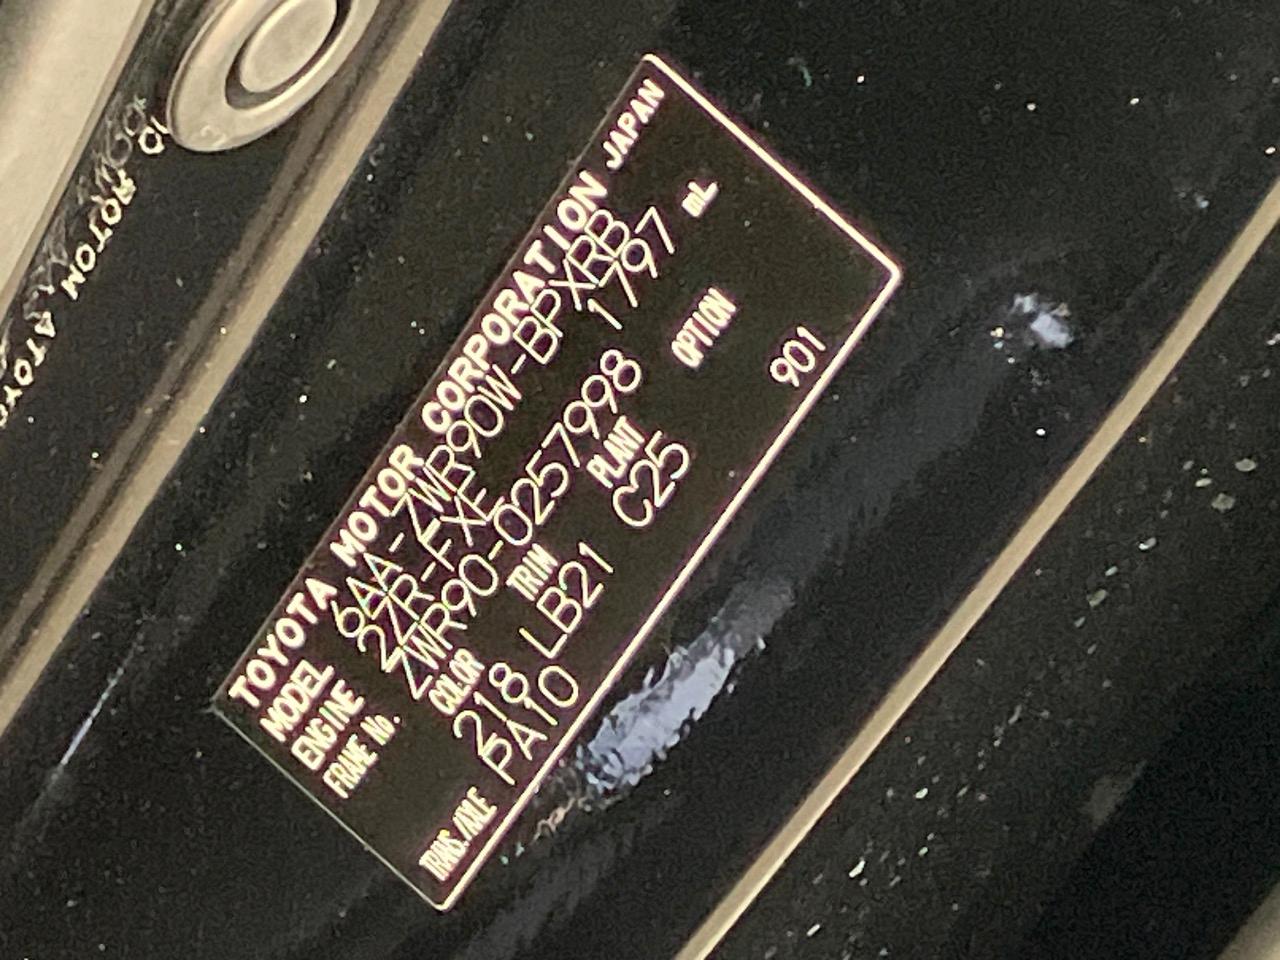 TOYOTA MOTOR CORPORATION JAPAN
MODEL 6AA-ZWR90W-BPXRB
ENGINE 2ZR-FXE 1797 mL
FRAME No. ZWR90-0257998
COLOR TRIM PLANT OPTION
218 LB21 C25 901
TRANS./AXLE PA10